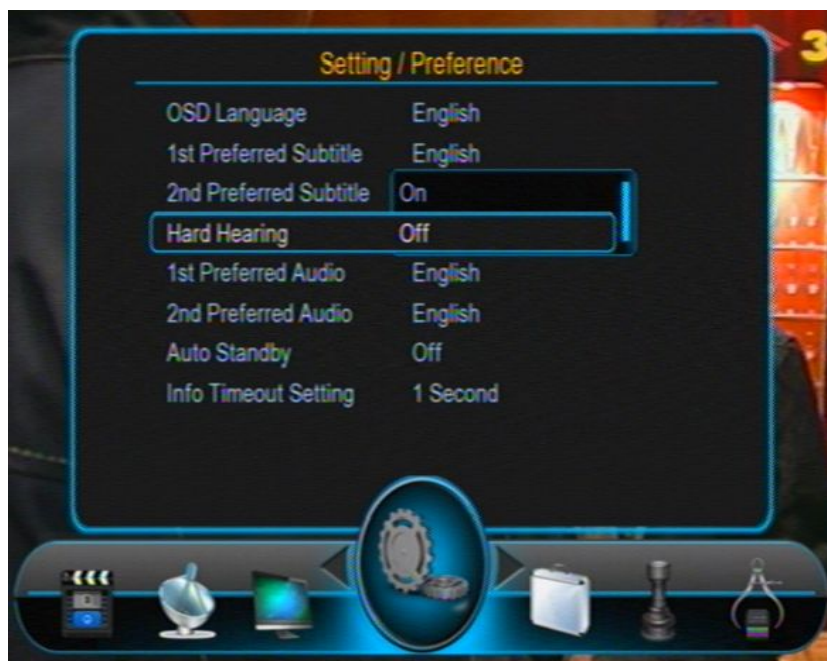 3
Setting / Preference
OSD Language English
1st Preferred Subtitle English
2nd Preferred Subtitle On
Hard Hearing Off
1st Preferred Audio English
2nd Preferred Audio English
Auto Standby Off
Info Timeout Setting 1 Second